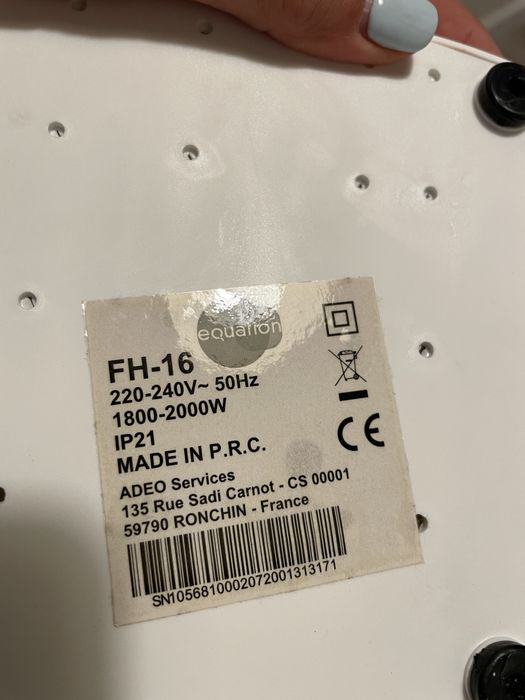 equation
FH-16
220-240V~ 50Hz
1800-2000W
IP21
MADE IN P.R.C.
CE
ADEO Services
135 Rue Sadi Carnot - CS 00001
59790 RONCHIN - France
SN1056810002072001313171